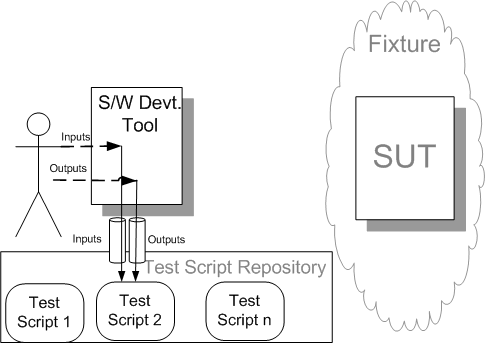 Fixture
S/W Devt.
Tool
Inputs
Outputs
SUT
Inputs
Outputs
Test Script Repository
Test
Script 1
Test
Script 2
Test
Script n